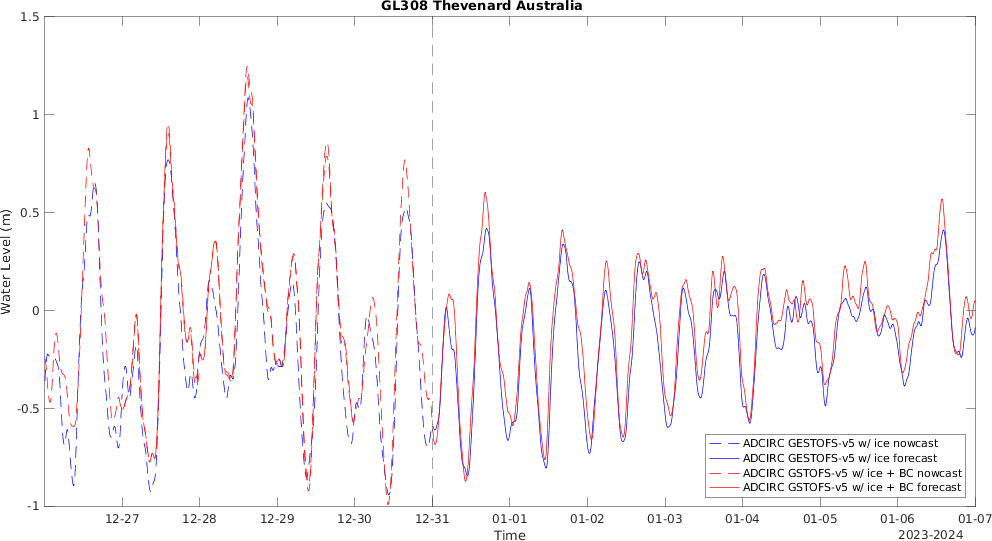 GL308 Thevenard Australia
Water Level (m)
1.5
1
0.5
0
-0.5
-1
12-27
12-28
12-29
12-30
12-31
01-01
01-02
01-03
01-04
01-05
01-06
01-07
Time
2023-2024
ADCIRC GESTOFS-v5 w/ ice nowcast
ADCIRC GESTOFS-v5 w/ ice forecast
ADCIRC GSTOFS-v5 w/ ice + BC nowcast
ADCIRC GSTOFS-v5 w/ ice + BC forecast